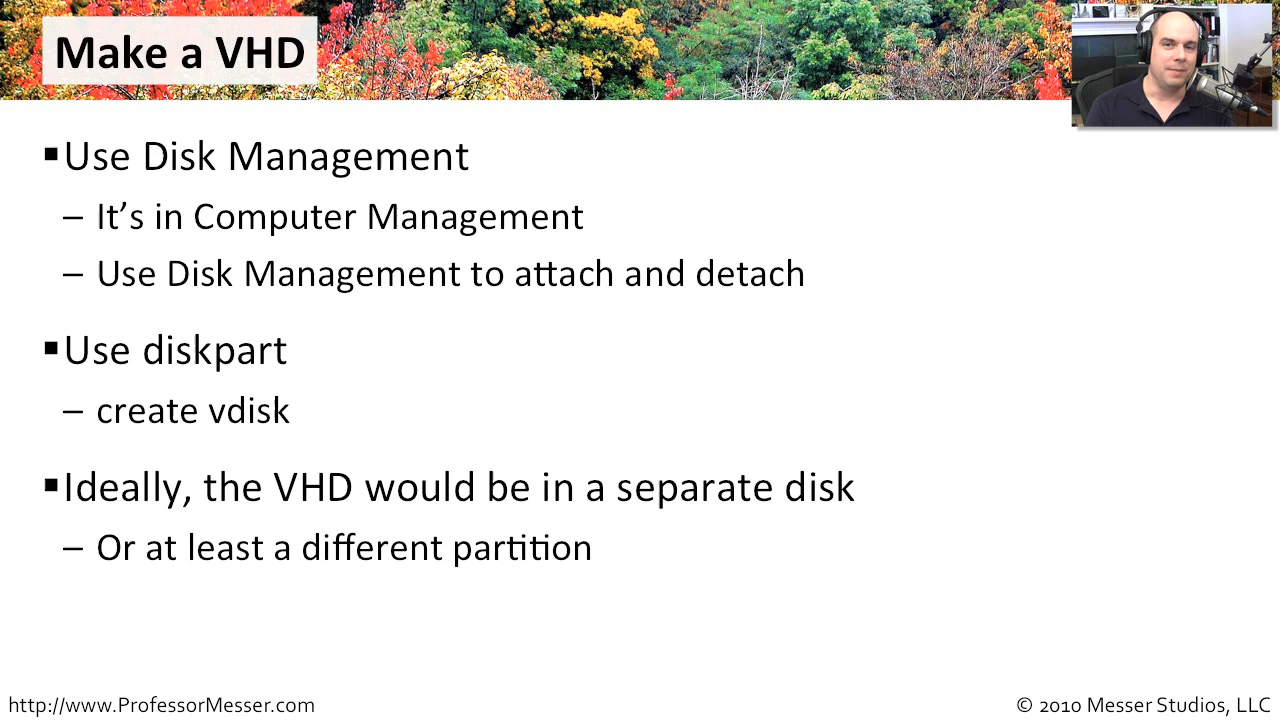 Make a VHD
▪Use Disk Management
– It’s in Computer Management
– Use Disk Management to attach and detach
▪Use diskpart
– create vdisk
▪Ideally, the VHD would be in a separate disk
– Or at least a different partition
http://www.ProfessorMesser.com
© 2010 Messer Studios, LLC